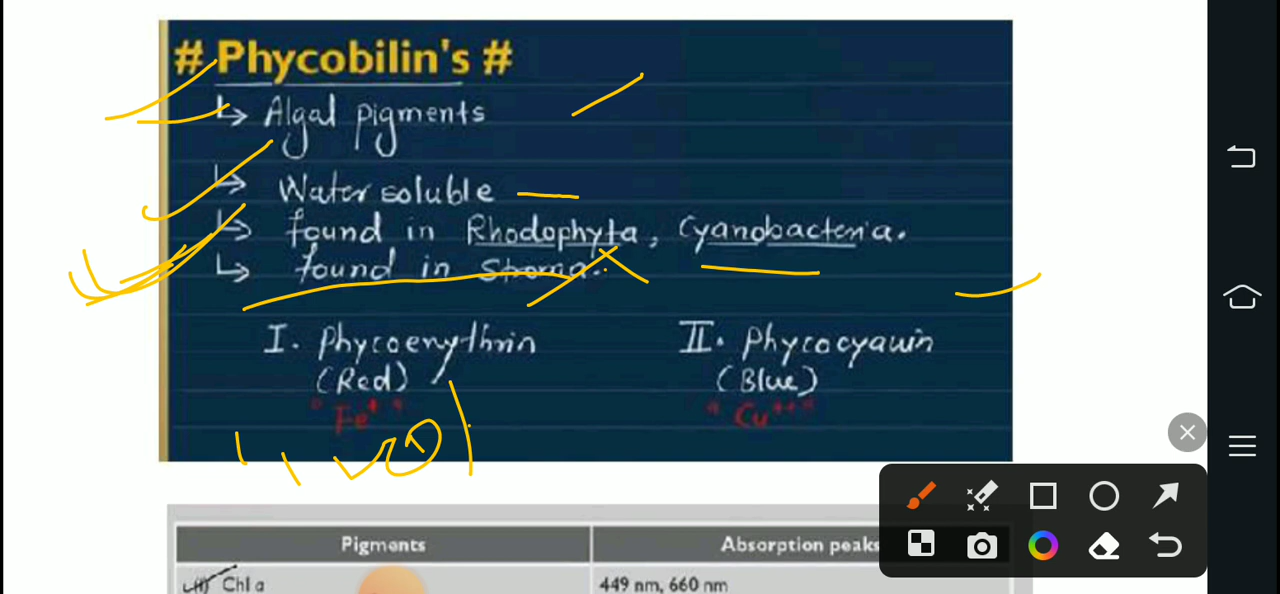 # Phycobilin's #
↳ Algal pigments
↳ Water soluble
↳ found in Rhodophyta, Cyanobacteria.
↳ found in Stroma.
I. Phycoerythrin
(Red)
" Fe⁺ "
II. Phycocyanin
(Blue)
" Cu⁺⁺ "
Pigments
Absorption peaks
(i) Chl a
449 nm, 660 nm